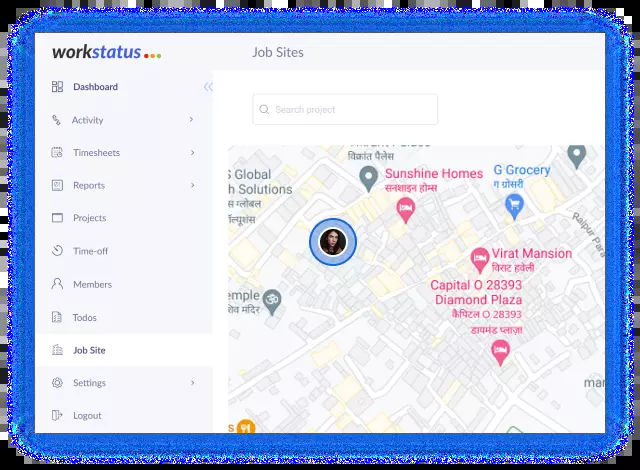 workstatus
Job Sites
Dashboard
Activity
Timesheets
Reports
Projects
Time-off
Members
Todos
Job Site
Settings
Logout
Search project
विक्रांत पैलेस
S Global
h Solutions
स ग्लोबल
Sunshine Homes
सनशाइन होम्स
G Grocery
ग ग्रोसरी
Raipur Para
Virat Mansion
विराट हवेली
Capital O 28393
Diamond Plaza
कैपिटल O 28393
डायमंड प्लाज़ा
emple
शेव मंदिर
mar
s